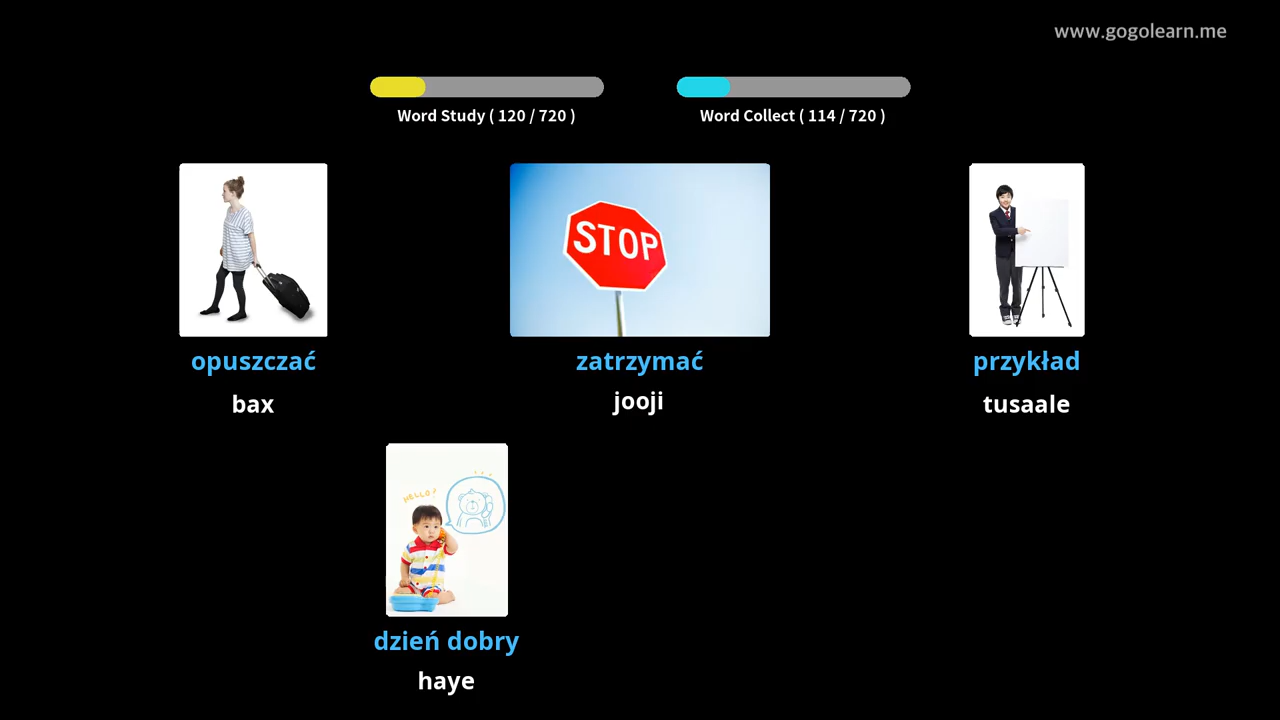 www.gogolearn.me
Word Study ( 120 / 720 )
Word Collect ( 114 / 720 )
STOP
opuszczać
zatrzymać
przykład
bax
jooji
tusaale
HELLO!
dzień dobry
haye